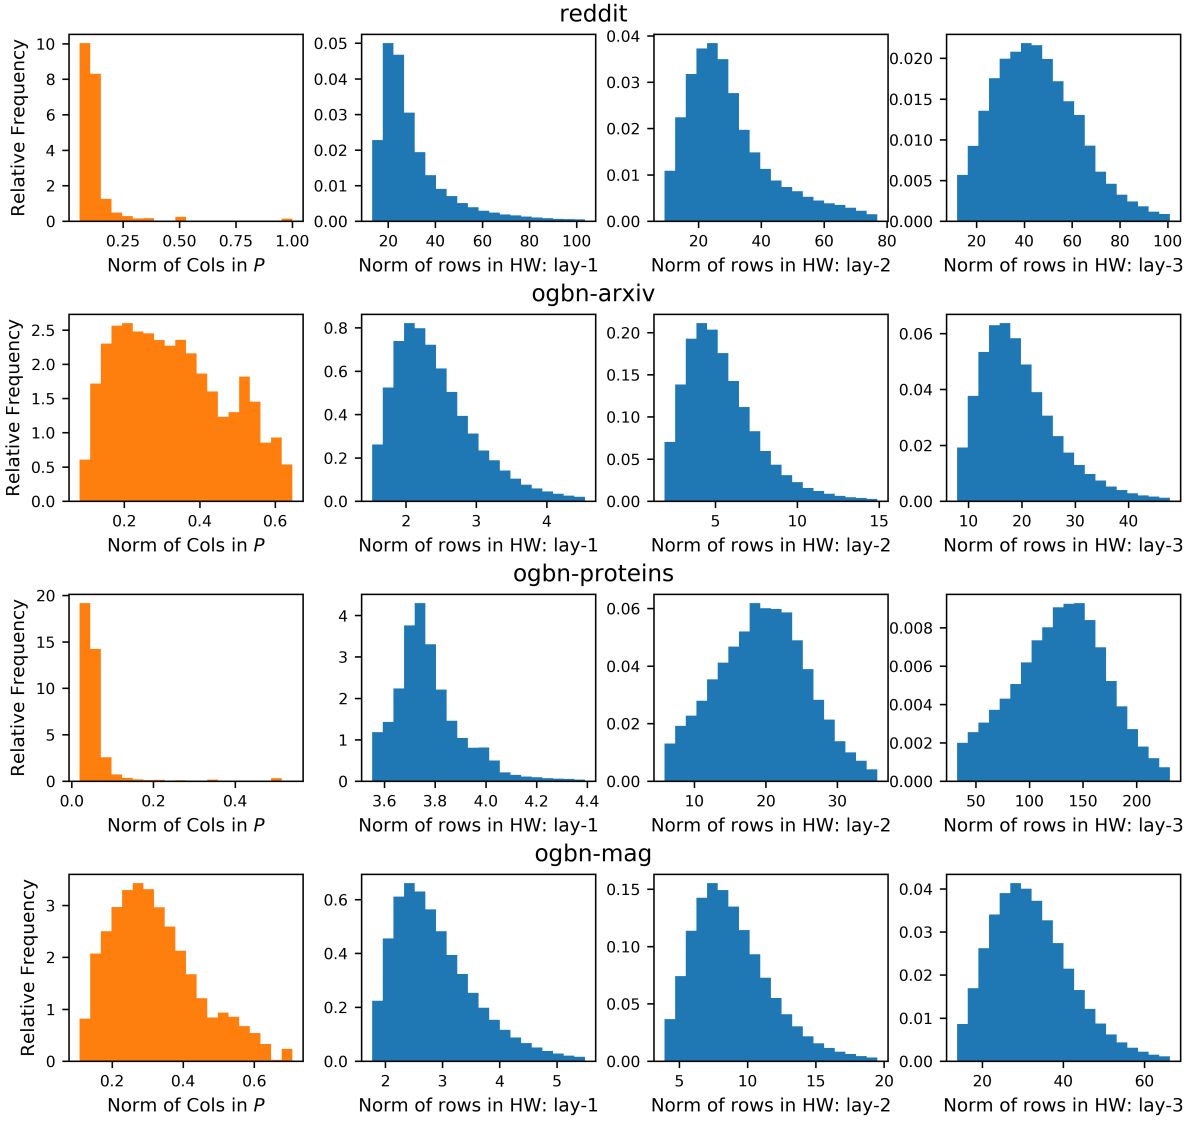 reddit
Relative Frequency
10
8
6
4
2
0
0.25 0.50 0.75 1.00
Norm of Cols in P
0.05
0.04
0.03
0.02
0.01
0.00
20 40 60 80 100
Norm of rows in HW: lay-1
0.04
0.03
0.02
0.01
0.00
20 40 60 80
Norm of rows in HW: lay-2
0.020
0.015
0.010
0.005
0.000
20 40 60 80 100
Norm of rows in HW: lay-3
ogbn-arxiv
Relative Frequency
2.5
2.0
1.5
1.0
0.5
0.0
0.2 0.4 0.6
Norm of Cols in P
0.8
0.6
0.4
0.2
0.0
2 3 4
Norm of rows in HW: lay-1
0.20
0.15
0.10
0.05
0.00
5 10 15
Norm of rows in HW: lay-2
0.06
0.04
0.02
0.00
10 20 30 40
Norm of rows in HW: lay-3
ogbn-proteins
Relative Frequency
20
15
10
5
0
0.0 0.2 0.4
Norm of Cols in P
4
3
2
1
0
3.6 3.8 4.0 4.2 4.4
Norm of rows in HW: lay-1
0.06
0.04
0.02
0.00
10 20 30
Norm of rows in HW: lay-2
0.008
0.006
0.004
0.002
0.000
50 100 150 200
Norm of rows in HW: lay-3
ogbn-mag
Relative Frequency
3
2
1
0
0.2 0.4 0.6
Norm of Cols in P
0.6
0.4
0.2
0.0
2 3 4 5
Norm of rows in HW: lay-1
0.15
0.10
0.05
0.00
5 10 15 20
Norm of rows in HW: lay-2
0.04
0.03
0.02
0.01
0.00
20 40 60
Norm of rows in HW: lay-3